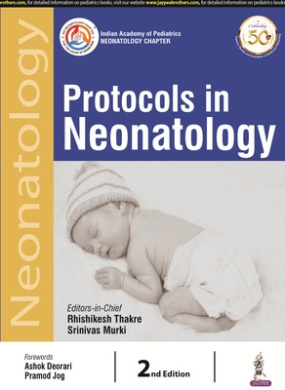 brothers.com, for detailed information on pediatrics books, visit our website www.jaypeebrothers.com, for detailed information on pediatrics books
Indian Academy of Pediatrics
NEONATOLOGY CHAPTER
50
Neonatology
Protocols in
Neonatology
Editors-in-Chief
Rhishikesh Thakre
Srinivas Murki
Forewords
Ashok Deorari
Pramod Jog
2nd Edition
JAYPEE